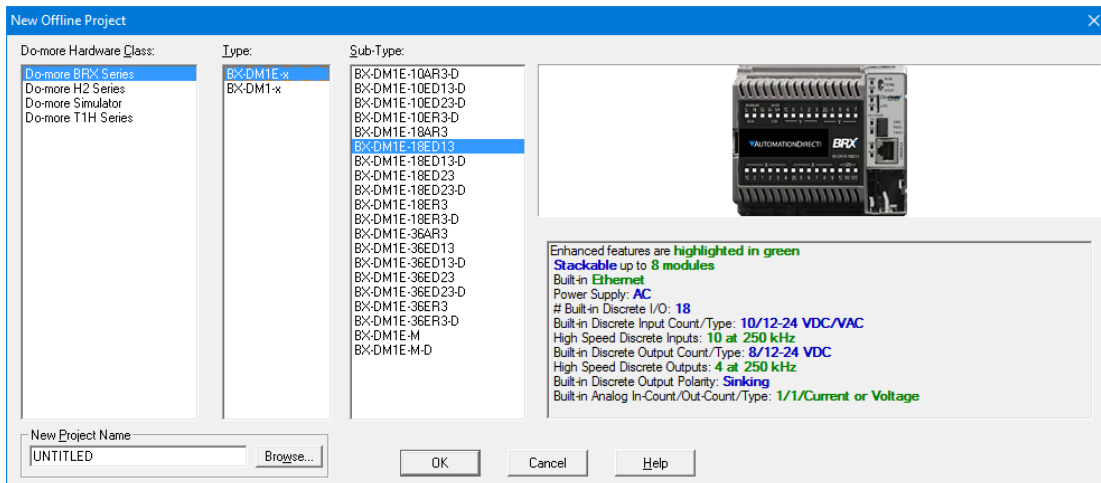 New Offline Project
Do-more Hardware Class:
Do-more BRX Series
Do-more H2 Series
Do-more Simulator
Do-more T1H Series
Type:
BX-DM1E-x
BX-DM1-x
Sub-Type:
BX-DM1E-10AR3-D
BX-DM1E-10ED13-D
BX-DM1E-10ED23-D
BX-DM1E-10ER3-D
BX-DM1E-18AR3
BX-DM1E-18ED13
BX-DM1E-18ED13-D
BX-DM1E-18ED23
BX-DM1E-18ED23-D
BX-DM1E-18ER3
BX-DM1E-18ER3-D
BX-DM1E-36AR3
BX-DM1E-36ED13
BX-DM1E-36ED13-D
BX-DM1E-36ED23
BX-DM1E-36ED23-D
BX-DM1E-36ER3
BX-DM1E-36ER3-D
BX-DM1E-M
BX-DM1E-M-D
AUTOMATIONDIRECT BRX
Enhanced features are highlighted in green
Stackable up to 8 modules
Built-in Ethernet
Power Supply: AC
# Built-in Discrete I/O: 18
Built-in Discrete Input Count/Type: 10/12-24 VDC/VAC
High Speed Discrete Inputs: 10 at 250 kHz
Built-in Discrete Output Count/Type: 8/12-24 VDC
High Speed Discrete Outputs: 4 at 250 kHz
Built-in Discrete Output Polarity: Sinking
Built-in Analog In-Count/Out-Count/Type: 1/1/Current or Voltage
New Project Name
UNTITLED
Browse...
OK
Cancel
Help